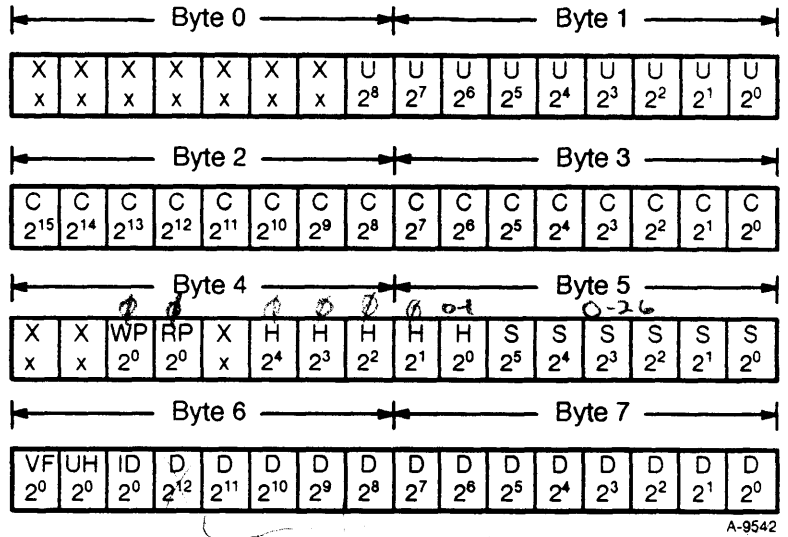 Byte 0 Byte 1
X X X X X X X U U U U U U U U U
x x x x x x x 2⁸ 2⁷ 2⁶ 2⁵ 2⁴ 2³ 2² 2¹ 2⁰
Byte 2 Byte 3
C C C C C C C C C C C C C C C C
2¹⁵ 2¹⁴ 2¹³ 2¹² 2¹¹ 2¹⁰ 2⁹ 2⁸ 2⁷ 2⁶ 2⁵ 2⁴ 2³ 2² 2¹ 2⁰
Byte 4 Byte 5
Ø Ø Ø Ø Ø Ø 0-1 0-26
X X WP RP X H H H H H S S S S S S
x x 2⁰ 2⁰ x 2⁴ 2³ 2² 2¹ 2⁰ 2⁵ 2⁴ 2³ 2² 2¹ 2⁰
Byte 6 Byte 7
VF UH ID D D D D D D D D D D D D D
2⁰ 2⁰ 2⁰ 2¹² 2¹¹ 2¹⁰ 2⁹ 2⁸ 2⁷ 2⁶ 2⁵ 2⁴ 2³ 2² 2¹ 2⁰
A-9542